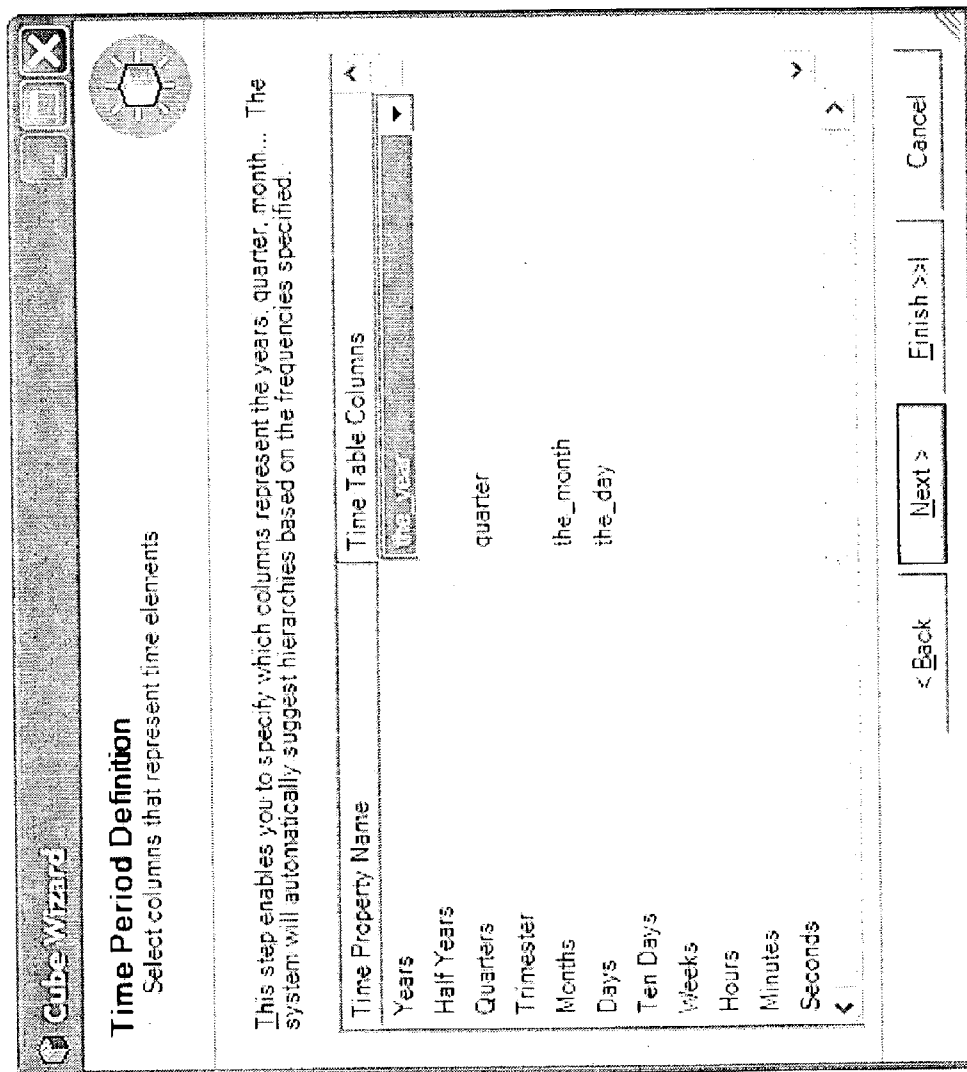 Cube Wizard
Time Period Definition
Select columns that represent time elements
This step enables you to specify which columns represent the years, quarter, month... The
system will automatically suggest hierarchies based on the frequencies specified.
Time Property Name Time Table Columns
Years the_year
Half Years
Quarters quarter
Trimester
Months the_month
Days the_day
Ten Days
Weeks
Hours
Minutes
Seconds
< Back Next > Finish >>| Cancel